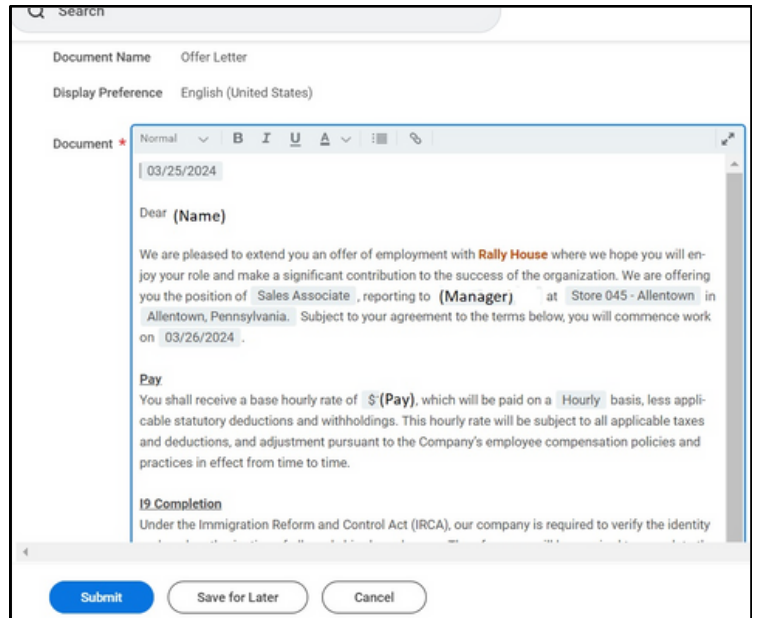 Search
Document Name Offer Letter
Display Preference English (United States)
Document *
Normal B I U A
03/25/2024
Dear (Name)
We are pleased to extend you an offer of employment with Rally House where we hope you will en-
joy your role and make a significant contribution to the success of the organization. We are offering
you the position of Sales Associate , reporting to (Manager) at Store 045 - Allentown in
Allentown, Pennsylvania. Subject to your agreement to the terms below, you will commence work
on 03/26/2024 .
Pay
You shall receive a base hourly rate of $ (Pay), which will be paid on a Hourly basis, less appli-
cable statutory deductions and withholdings. This hourly rate will be subject to all applicable taxes
and deductions, and adjustment pursuant to the Company's employee compensation policies and
practices in effect from time to time.
I9 Completion
Under the Immigration Reform and Control Act (IRCA), our company is required to verify the identity
Submit Save for Later Cancel